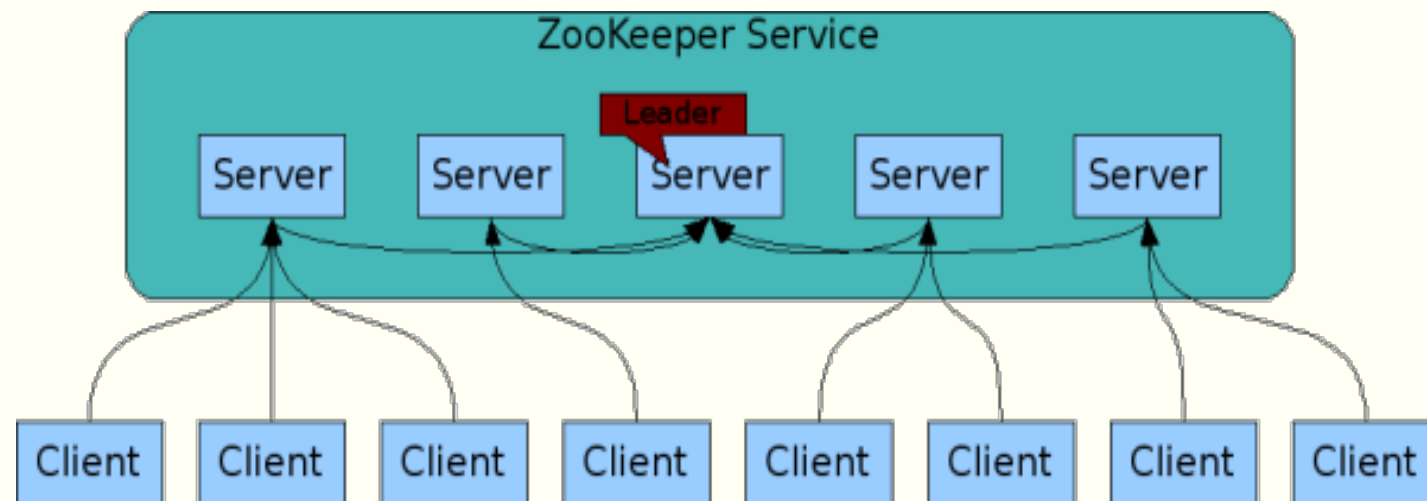 ZooKeeper Service
Leader
Server Server Server Server Server
Client Client Client Client Client Client Client Client